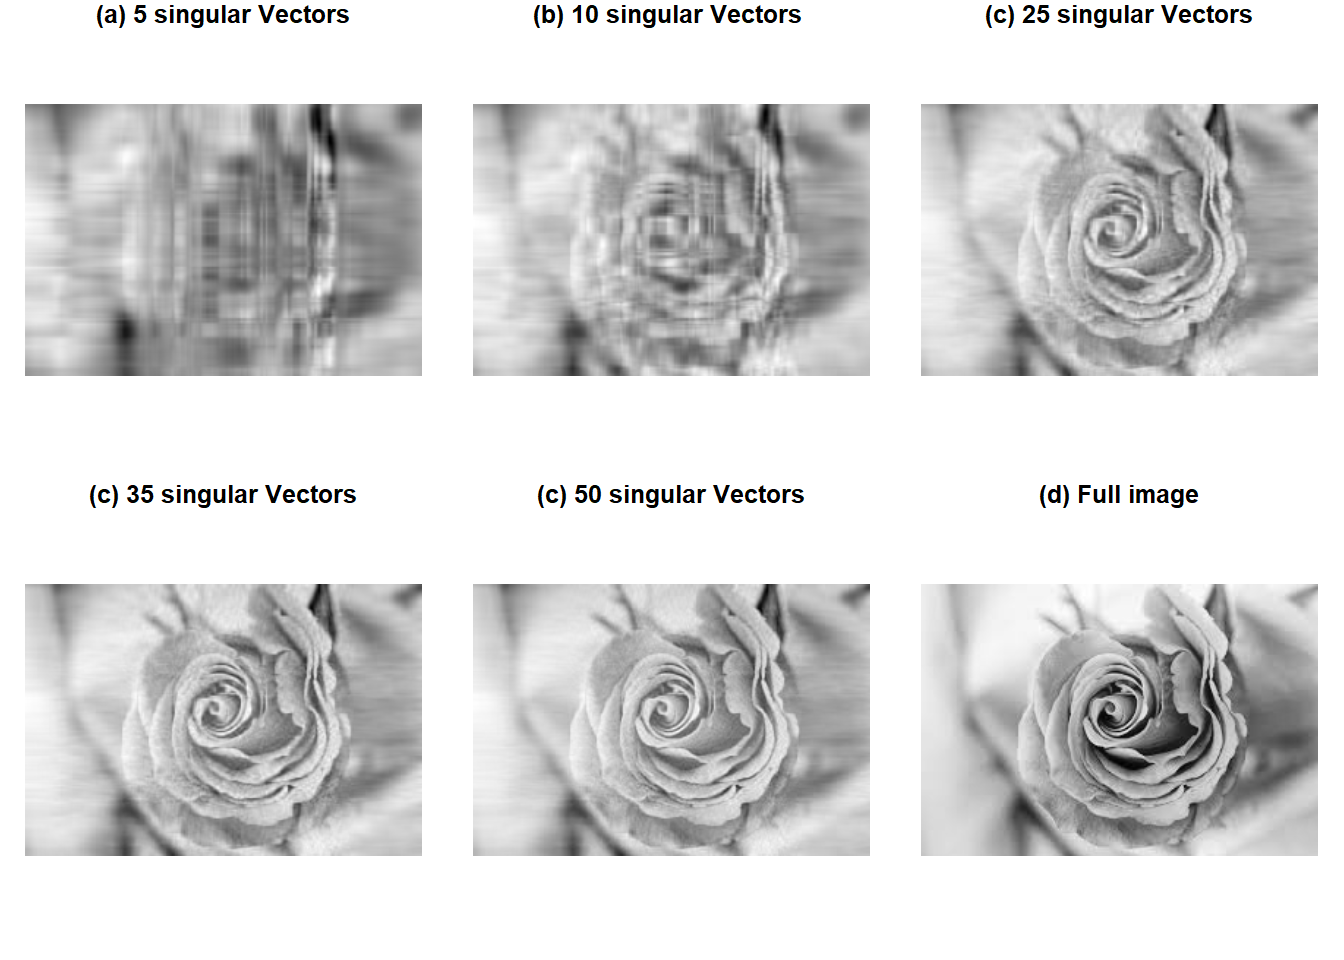 (a) 5 singular Vectors
(b) 10 singular Vectors
(c) 25 singular Vectors
(c) 35 singular Vectors
(c) 50 singular Vectors
(d) Full image